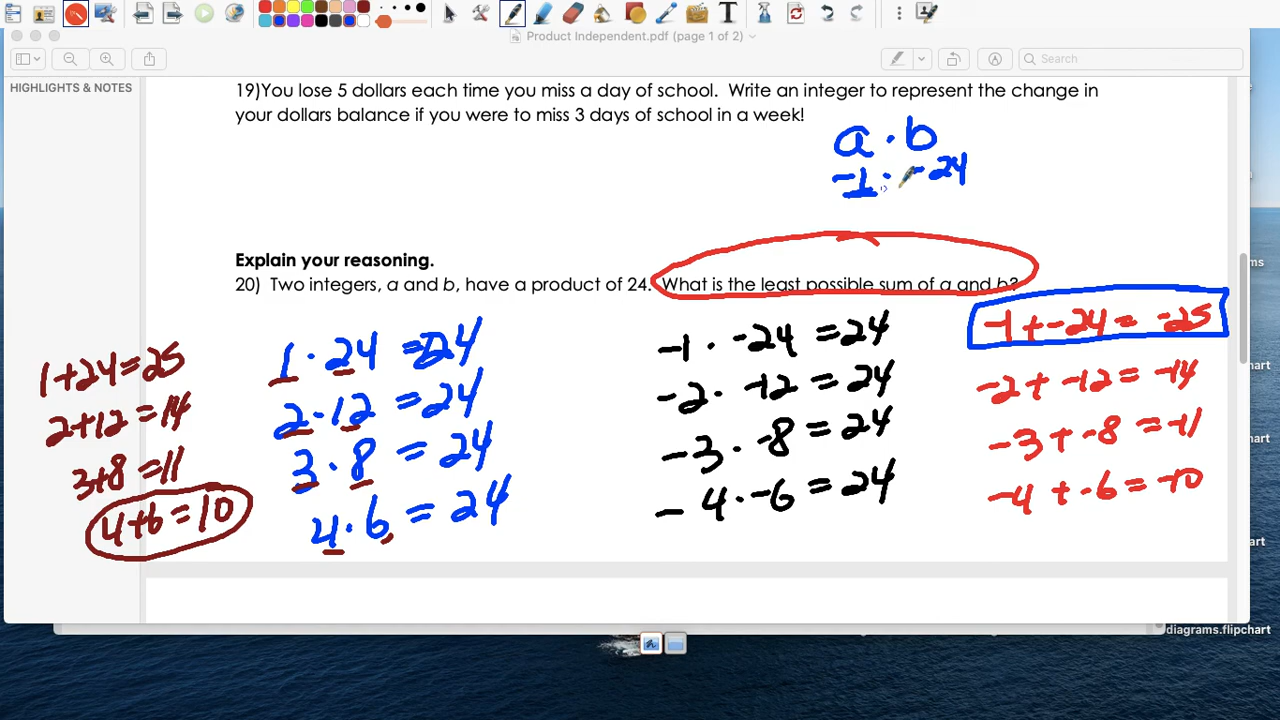 Product Independent.pdf (page 1 of 2)
Search
HIGHLIGHTS & NOTES
19)You lose 5 dollars each time you miss a day of school. Write an integer to represent the change in
your dollars balance if you were to miss 3 days of school in a week!
a · b
-1 · -24
Explain your reasoning.
20) Two integers, a and b, have a product of 24. What is the least possible sum of a and b?
1+24=25
2+12=14
3+8=11
4+6=10
1 · 24 =24
2 · 12 =24
3 · 8 = 24
4 · 6 = 24
-1 · -24 =24
-2 · -12 =24
-3 · -8 =24
-4 · -6 =24
-1 + -24 = -25
-2 + -12 = -14
-3 + -8 = -11
-4 + -6 = -10
ms
hart
art
hart
diagrams.flipchart